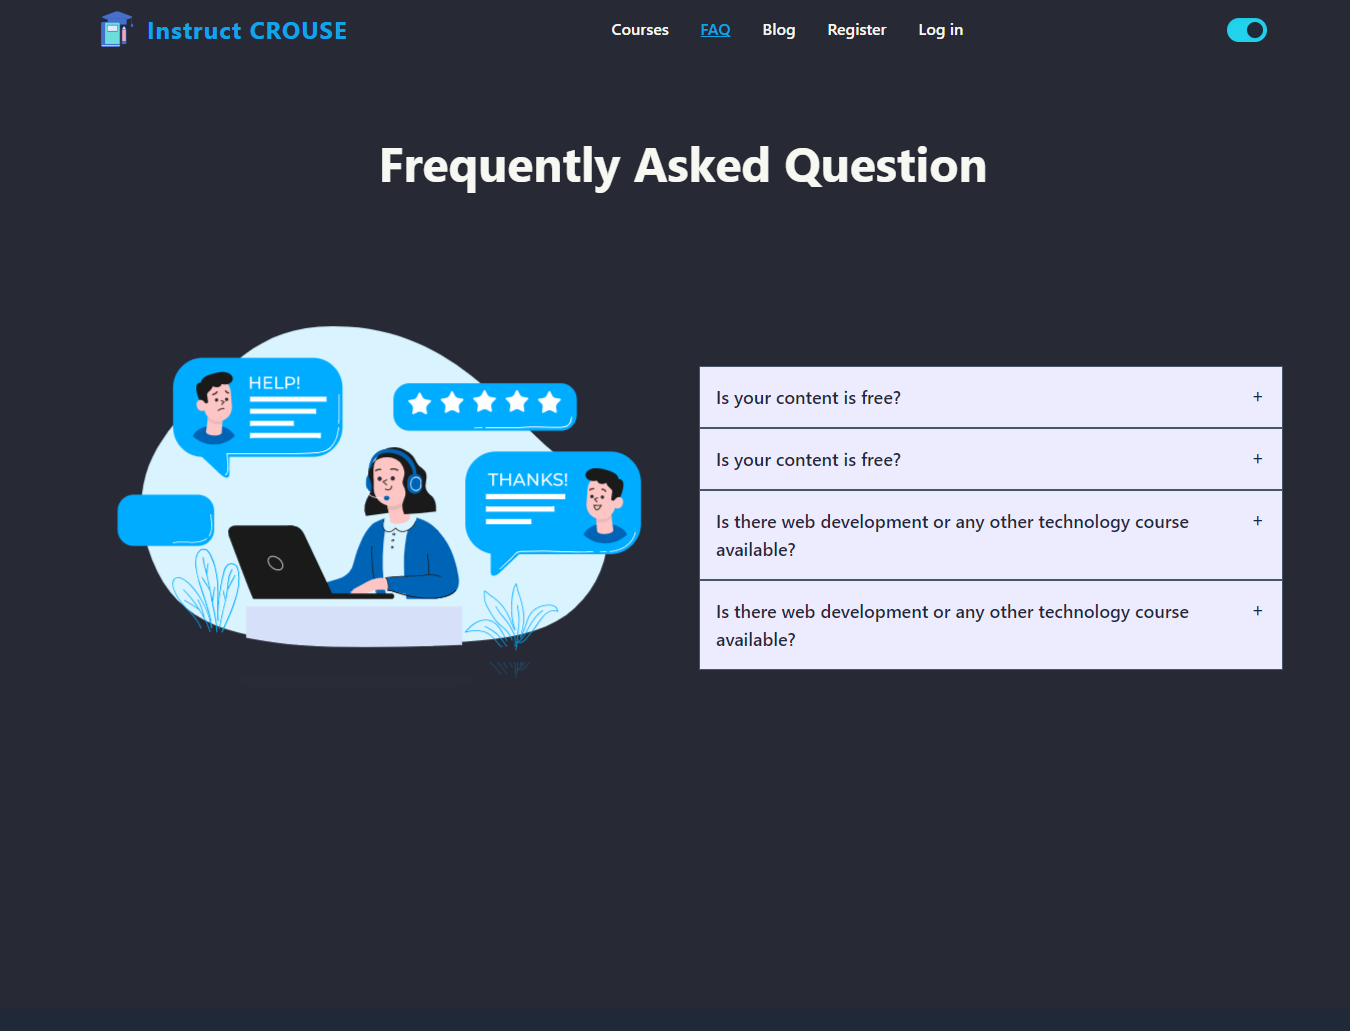 Instruct CROUSE
Courses FAQ Blog Register Log in
Frequently Asked Question
HELP!
THANKS!
Is your content is free? +
Is your content is free? +
Is there web development or any other technology course +
available?
Is there web development or any other technology course +
available?